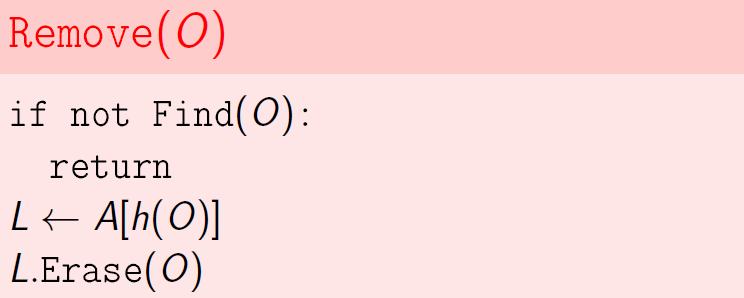 Remove(O)
if not Find(O):
return
L ← A[h(O)]
L.Erase(O)